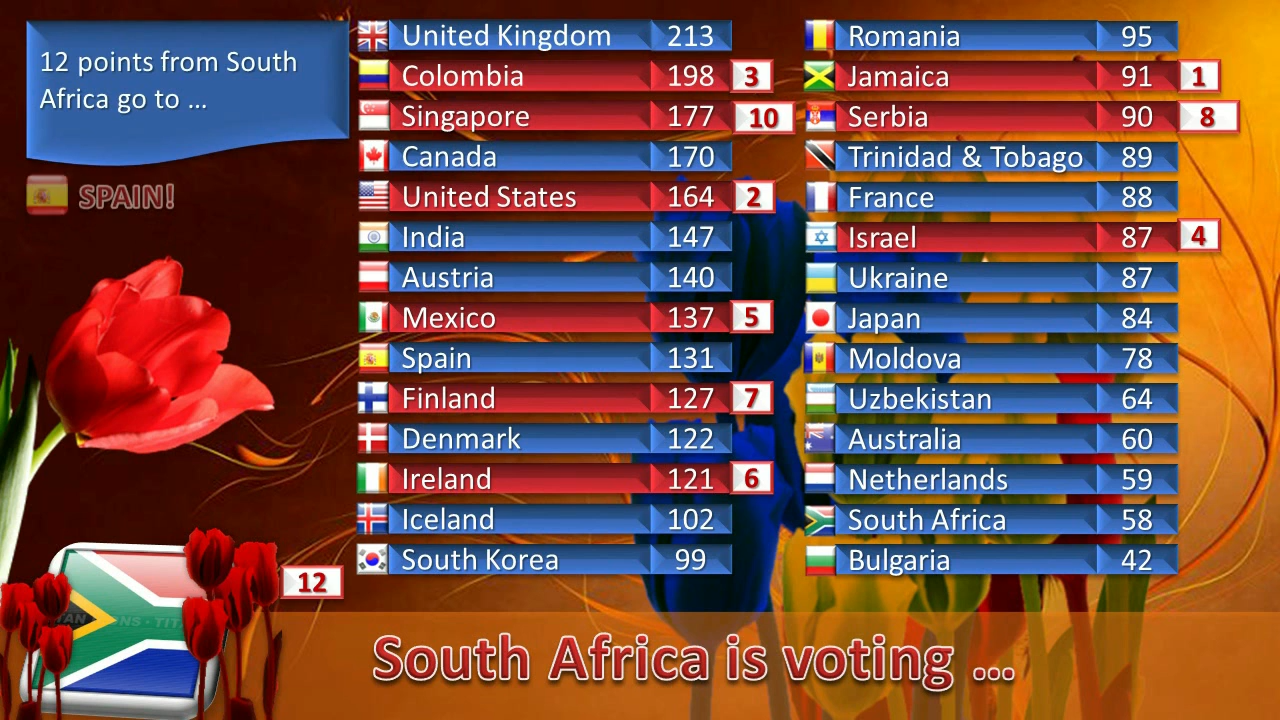 12 points from South
Africa go to ...
SPAIN!
United Kingdom 213
Colombia 198 3
Singapore 177 10
Canada 170
United States 164 2
India 147
Austria 140
Mexico 137 5
Spain 131
Finland 127 7
Denmark 122
Ireland 121 6
Iceland 102
South Korea 99
Romania 95
Jamaica 91 1
Serbia 90 8
Trinidad & Tobago 89
France 88
Israel 87 4
Ukraine 87
Japan 84
Moldova 78
Uzbekistan 64
Australia 60
Netherlands 59
South Africa 58
Bulgaria 42
12
South Africa is voting ...